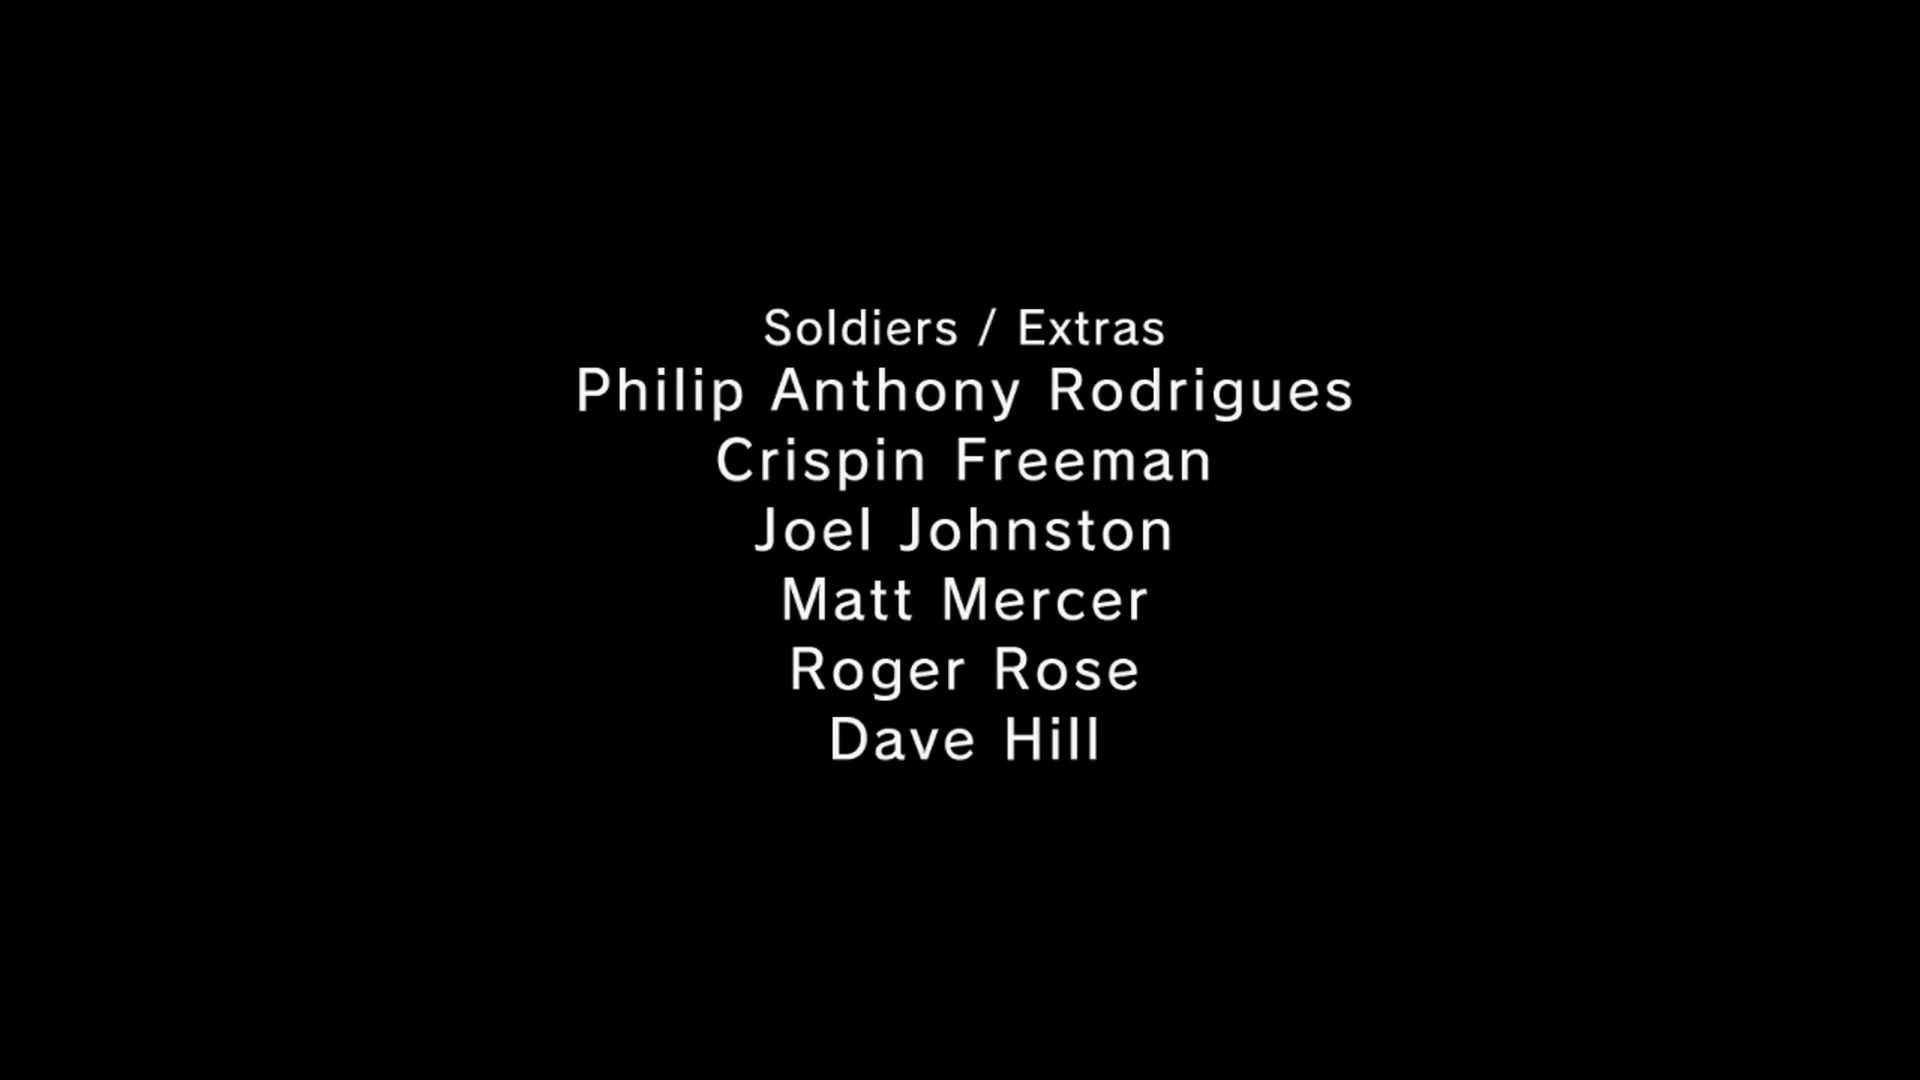 Soldiers / Extras
Philip Anthony Rodrigues
Crispin Freeman
Joel Johnston
Matt Mercer
Roger Rose
Dave Hill